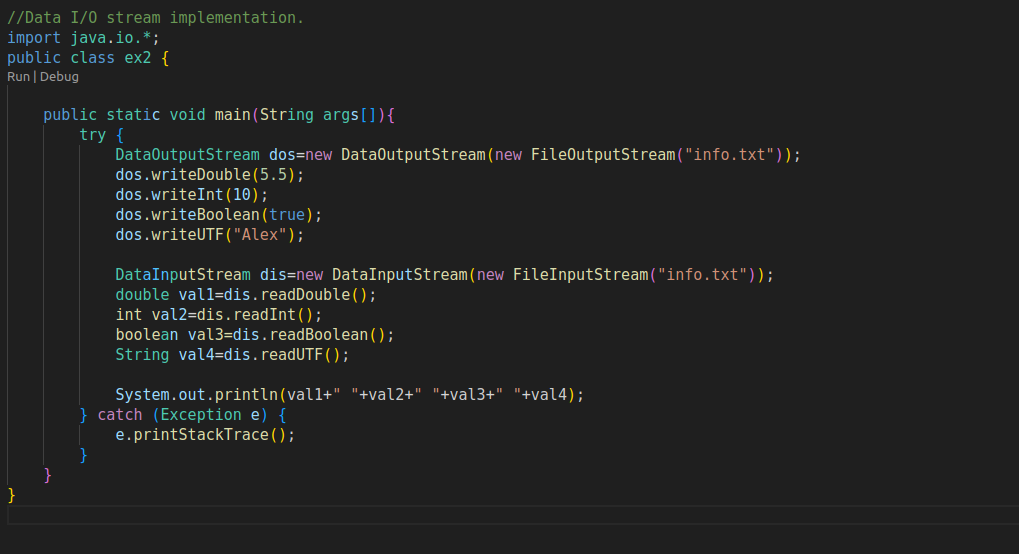 //Data I/O stream implementation.
import java.io.*;
public class ex2 {
Run | Debug
    public static void main(String args[]){
        try {
            DataOutputStream dos=new DataOutputStream(new FileOutputStream("info.txt"));
            dos.writeDouble(5.5);
            dos.writeInt(10);
            dos.writeBoolean(true);
            dos.writeUTF("Alex");

            DataInputStream dis=new DataInputStream(new FileInputStream("info.txt"));
            double val1=dis.readDouble();
            int val2=dis.readInt();
            boolean val3=dis.readBoolean();
            String val4=dis.readUTF();

            System.out.println(val1+" "+val2+" "+val3+" "+val4);
        } catch (Exception e) {
            e.printStackTrace();
        }
    }
}